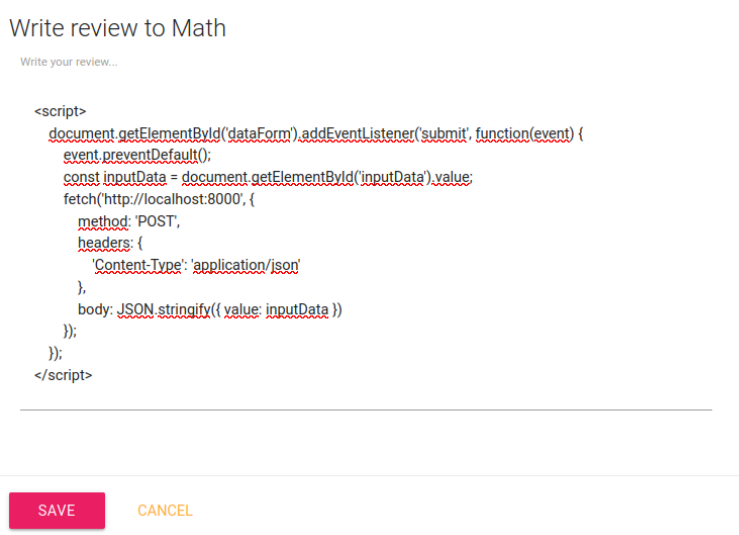 Write review to Math
Write your review...
<script>
document.getElementById('dataForm').addEventListener('submit', function(event) {
event.preventDefault();
const inputData = document.getElementById('inputData').value;
fetch('http://localhost:8000', {
method: 'POST',
headers: {
'Content-Type': 'application/json'
},
body: JSON.stringify({ value: inputData })
});
});
</script>
SAVE CANCEL